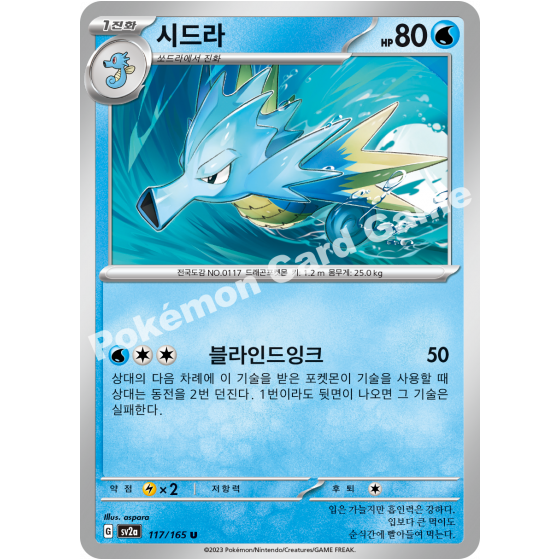 1진화
시드라
HP 80
쏘드라에서 진화
전국도감 NO.0117 드래곤포켓몬 키: 1.2 m 몸무게: 25.0 kg
Pokémon Card Game
블라인드잉크 50
상대의 다음 차례에 이 기술을 받은 포켓몬이 기술을 사용할 때
상대는 동전을 2번 던진다. 1번이라도 뒷면이 나오면 그 기술은
실패한다.
약점 ×2 저항력 후퇴
Illus. aspara
G sv2a 117/165 U
입은 가늘지만 흡인력은 강하다.
입보다 큰 먹이도
순식간에 빨아들여 먹는다.
©2023 Pokémon/Nintendo/Creatures/GAME FREAK.